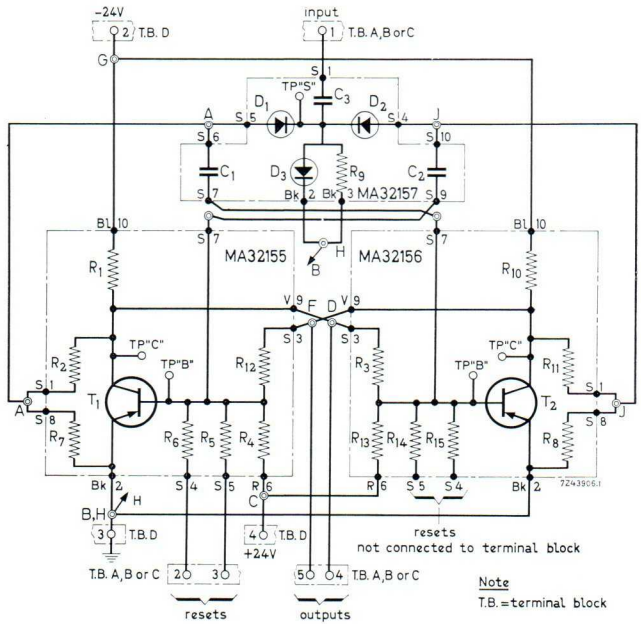 -24V
input
2 T.B. D
1 T.B. A,B or C
G
S 1
TP"S"
C3
A
D1
D2
J
S 5
S 4
S 6
S 10
C1
D3
R9
C2
Bk 2
Bk 3
MA32157
S 7
S 9
Bl 10
S 7
MA32155
B
H
MA32156
S 7
Bl 10
R1
R10
V 9
F
D
V 9
S 3
S 3
TP"C"
TP"C"
R2
R12
R3
R11
TP"B"
TP"B"
S 1
T1
T2
S 1
A
J
S 8
S 8
R7
R6
R5
R4
R13
R14
R15
R8
Bk 2
S 4
S 5
R 6
R 6
S 5
S 4
Bk 2
7Z43906.1
H
C
B,H
resets
not connected to terminal block
3 T.B. D
4 T.B. D
+24V
T.B. A,B or C
2
3
5
4
T.B. A,B or C
Note
T.B.=terminal block
resets
outputs